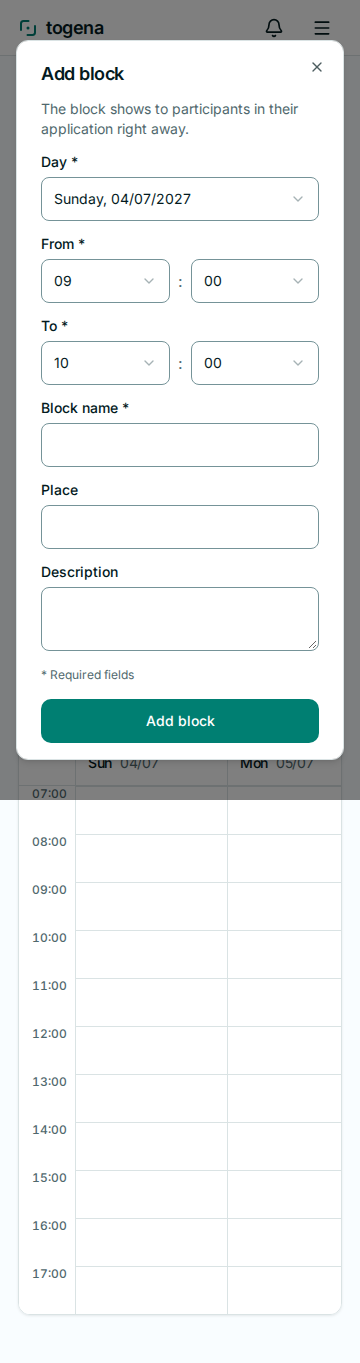 togena
Add block
The block shows to participants in their
application right away.
Day *
Sunday, 04/07/2027
From *
09 : 00
To *
10 : 00
Block name *
Place
Description
* Required fields
Add block
Sun 04/07 Mon 05/07
07:00
08:00
09:00
10:00
11:00
12:00
13:00
14:00
15:00
16:00
17:00